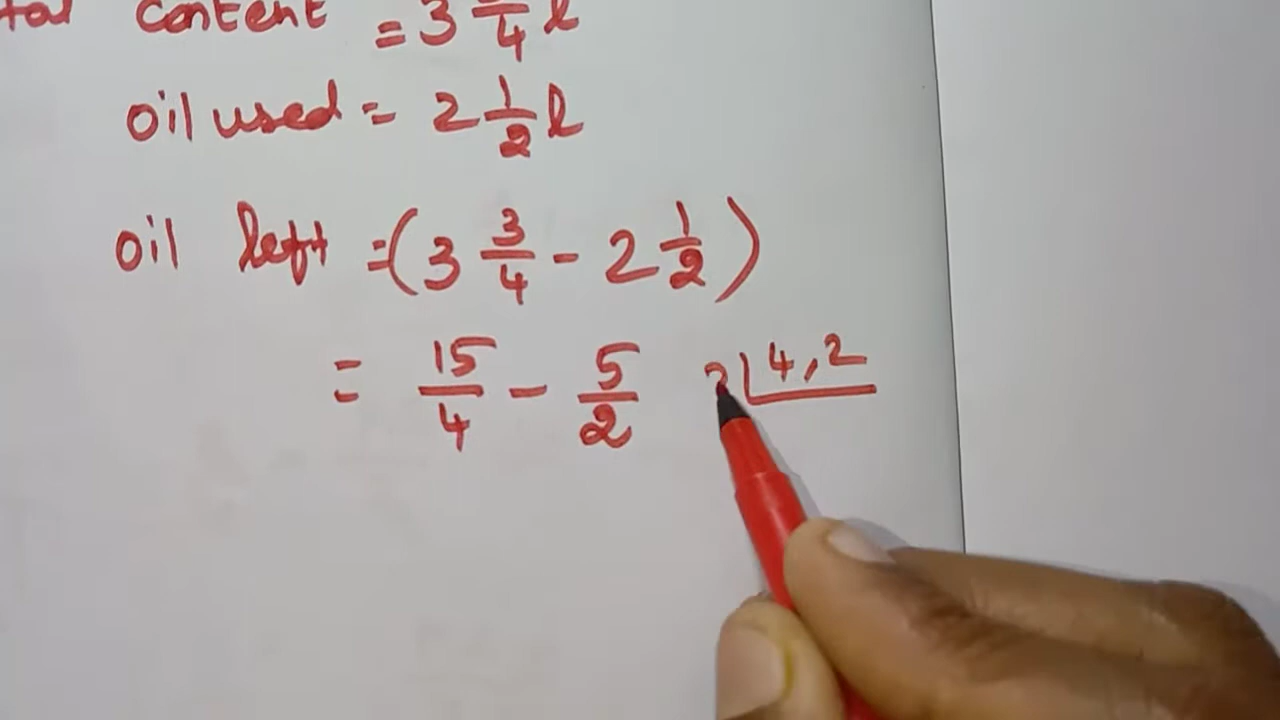 Content = 3 3/4 l
oil used = 2 1/2 l
oil left = (3 3/4 - 2 1/2)
= 15/4 - 5/2 2 | 4, 2